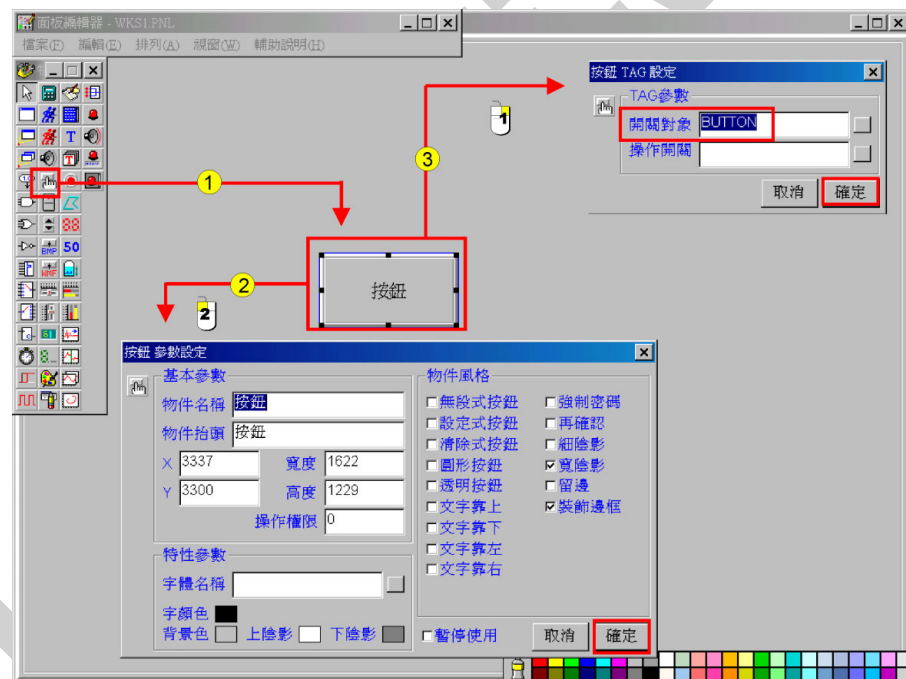 面板編輯器 - WKS1.PNL
檔案(F) 編輯(E) 排列(A) 視窗(W) 輔助說明(H)
T
T
88
BMP 50
WMF
1
2
3
1
2
按鈕
按鈕 TAG 設定
TAG參數
開關對象 BUTTON
操作開關
取消 確定
按鈕 參數設定
基本參數
物件名稱 按鈕
物件抬頭 按鈕
X 3337 寬度 1622
Y 3300 高度 1229
操作權限 0
特性參數
字體名稱
字顏色
背景色 上陰影 下陰影
物件風格
無段式按鈕 強制密碼
設定式按鈕 再確認
清除式按鈕 細陰影
圓形按鈕 寬陰影
透明按鈕 留邊
文字靠上 裝飾邊框
文字靠下
文字靠左
文字靠右
暫停使用 取消 確定